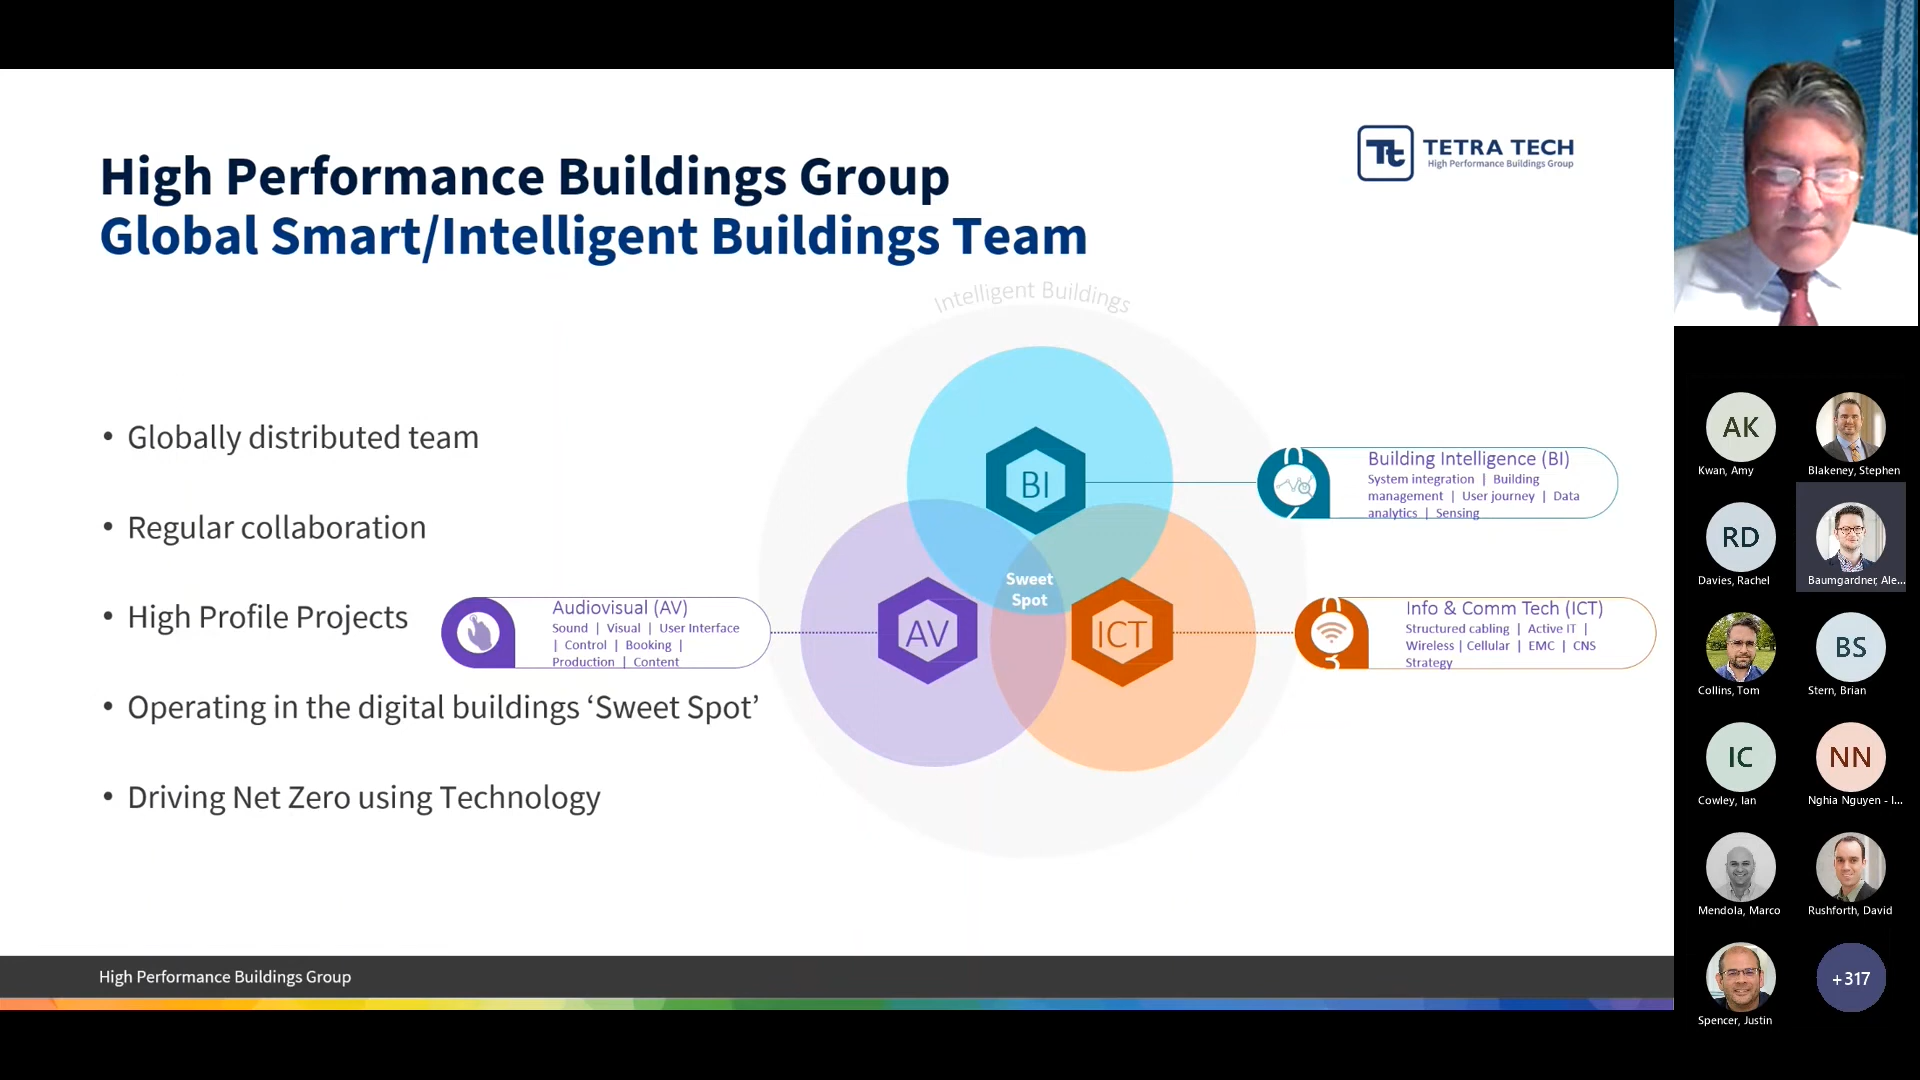 High Performance Buildings Group
Global Smart/Intelligent Buildings Team
Tt
TETRA TECH
High Performance Buildings Group
• Globally distributed team
• Regular collaboration
• High Profile Projects
• Operating in the digital buildings ‘Sweet Spot’
• Driving Net Zero using Technology
Intelligent Buildings
BI
AV
ICT
Sweet
Spot
Building Intelligence (BI)
System integration | Building
management | User journey | Data
analytics | Sensing
Audiovisual (AV)
Sound | Visual | User Interface
| Control | Booking |
Production | Content
3
Info & Comm Tech (ICT)
Structured cabling | Active IT |
Wireless | Cellular | EMC | CNS
Strategy
High Performance Buildings Group
AK
Kwan, Amy
Blakeney, Stephen
RD
Davies, Rachel
Baumgardner, Ale...
Collins, Tom
BS
Stern, Brian
IC
Cowley, Ian
NN
Nghia Nguyen - I...
Mendola, Marco
Rushforth, David
Spencer, Justin
+317